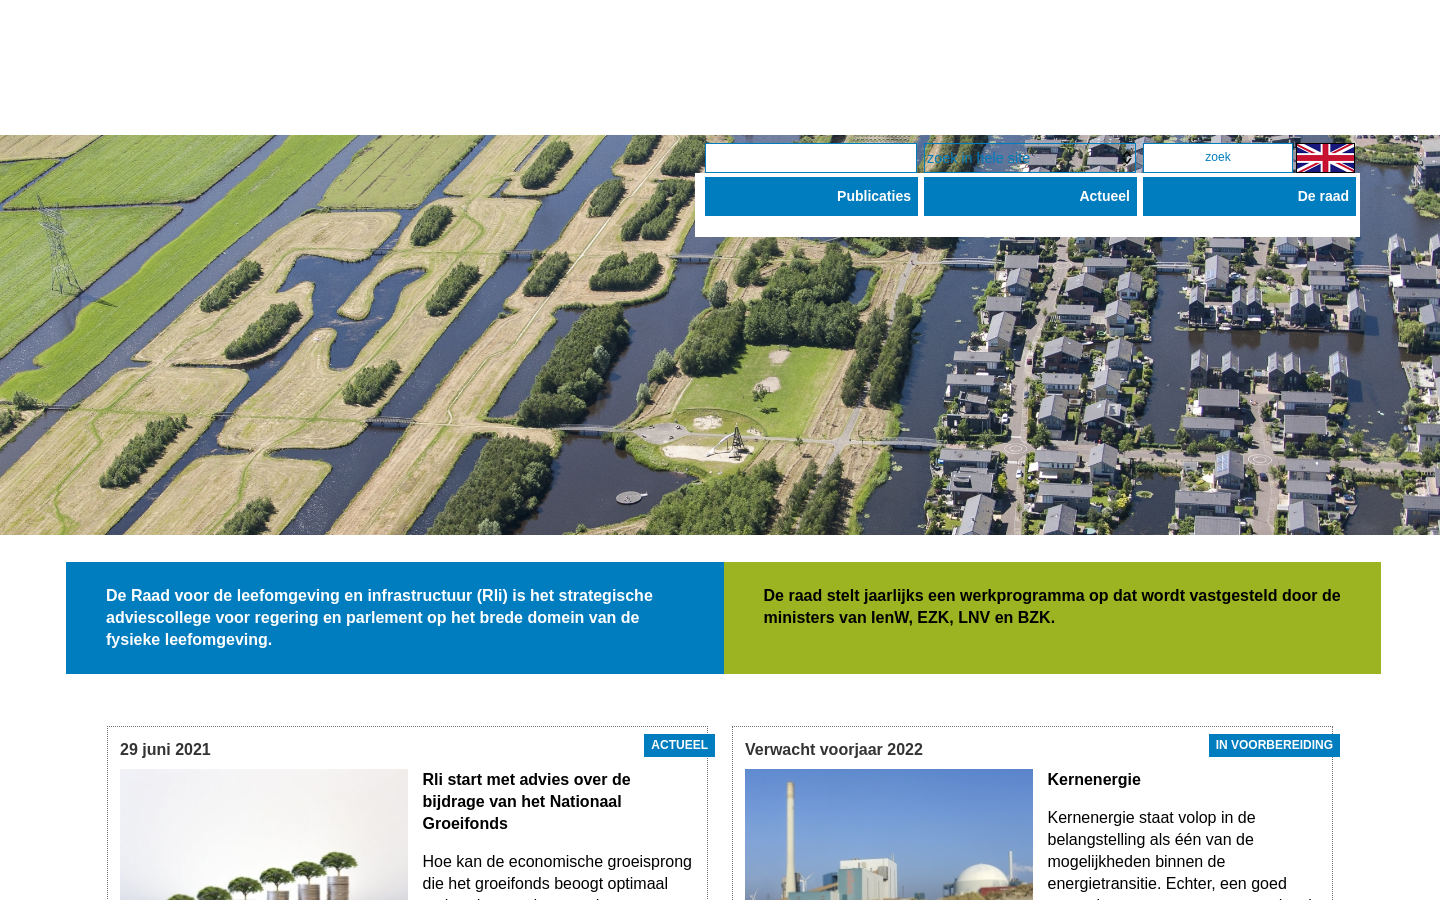 zoek in hele site
zoek
Publicaties
Actueel
De raad
De Raad voor de leefomgeving en infrastructuur (Rli) is het strategische
adviescollege voor regering en parlement op het brede domein van de
fysieke leefomgeving.
De raad stelt jaarlijks een werkprogramma op dat wordt vastgesteld door de
ministers van IenW, EZK, LNV en BZK.
29 juni 2021
ACTUEEL
Rli start met advies over de
bijdrage van het Nationaal
Groeifonds
Hoe kan de economische groeisprong
die het groeifonds beoogt optimaal
Verwacht voorjaar 2022
IN VOORBEREIDING
Kernenergie
Kernenergie staat volop in de
belangstelling als één van de
mogelijkheden binnen de
energietransitie. Echter, een goed